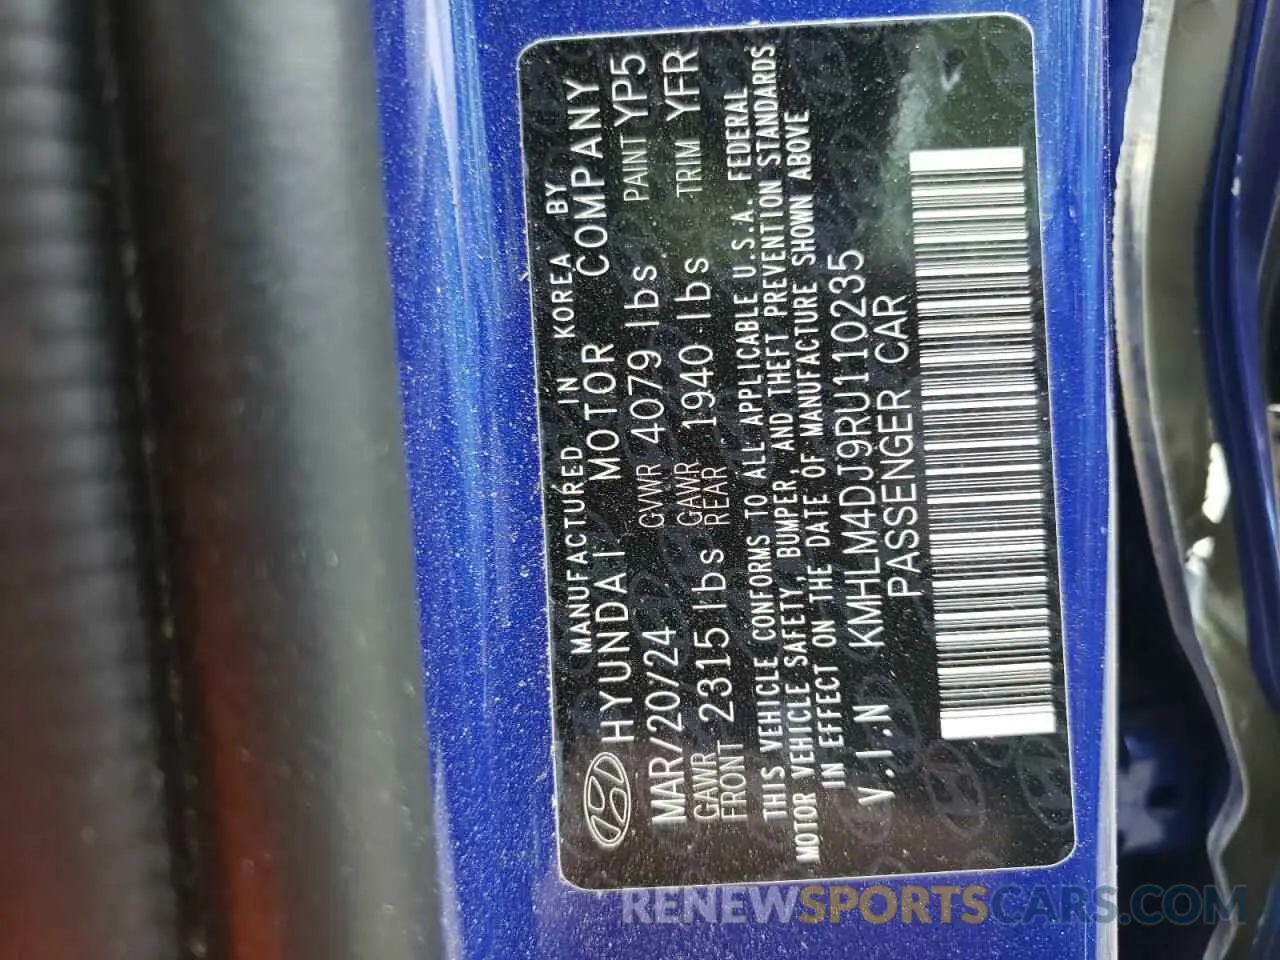 MANUFACTURED IN KOREA BY
HYUNDAI MOTOR COMPANY
MAR/20/24 GVWR 4079 lbs PAINT YP5
GAWR FRONT 2315 lbs GAWR REAR 1940 lbs TRIM YFR
THIS VEHICLE CONFORMS TO ALL APPLICABLE U.S.A. FEDERAL
MOTOR VEHICLE SAFETY, BUMPER, AND THEFT PREVENTION STANDARDS
IN EFFECT ON THE DATE OF MANUFACTURE SHOWN ABOVE
V.I.N KMHLM4DJ9RU110235
PASSENGER CAR
RENEWSPORTSCARS.COM